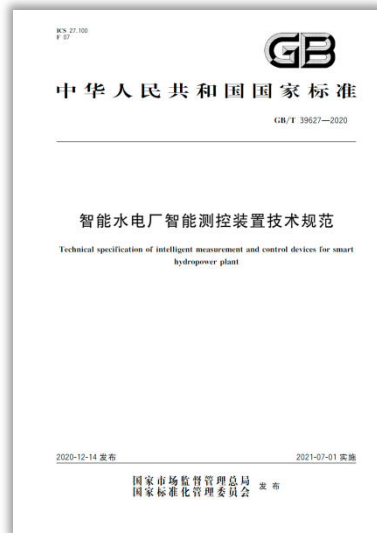 ICS 27.100
F 07
GB
中华人民共和国国家标准
GB/T 39627—2020
智能水电厂智能测控装置技术规范
Technical specification of intelligent measurement and control devices for smart
hydropower plant
2020-12-14 发布
2021-07-01 实施
国家市场监督管理总局
国家标准化管理委员会 发布